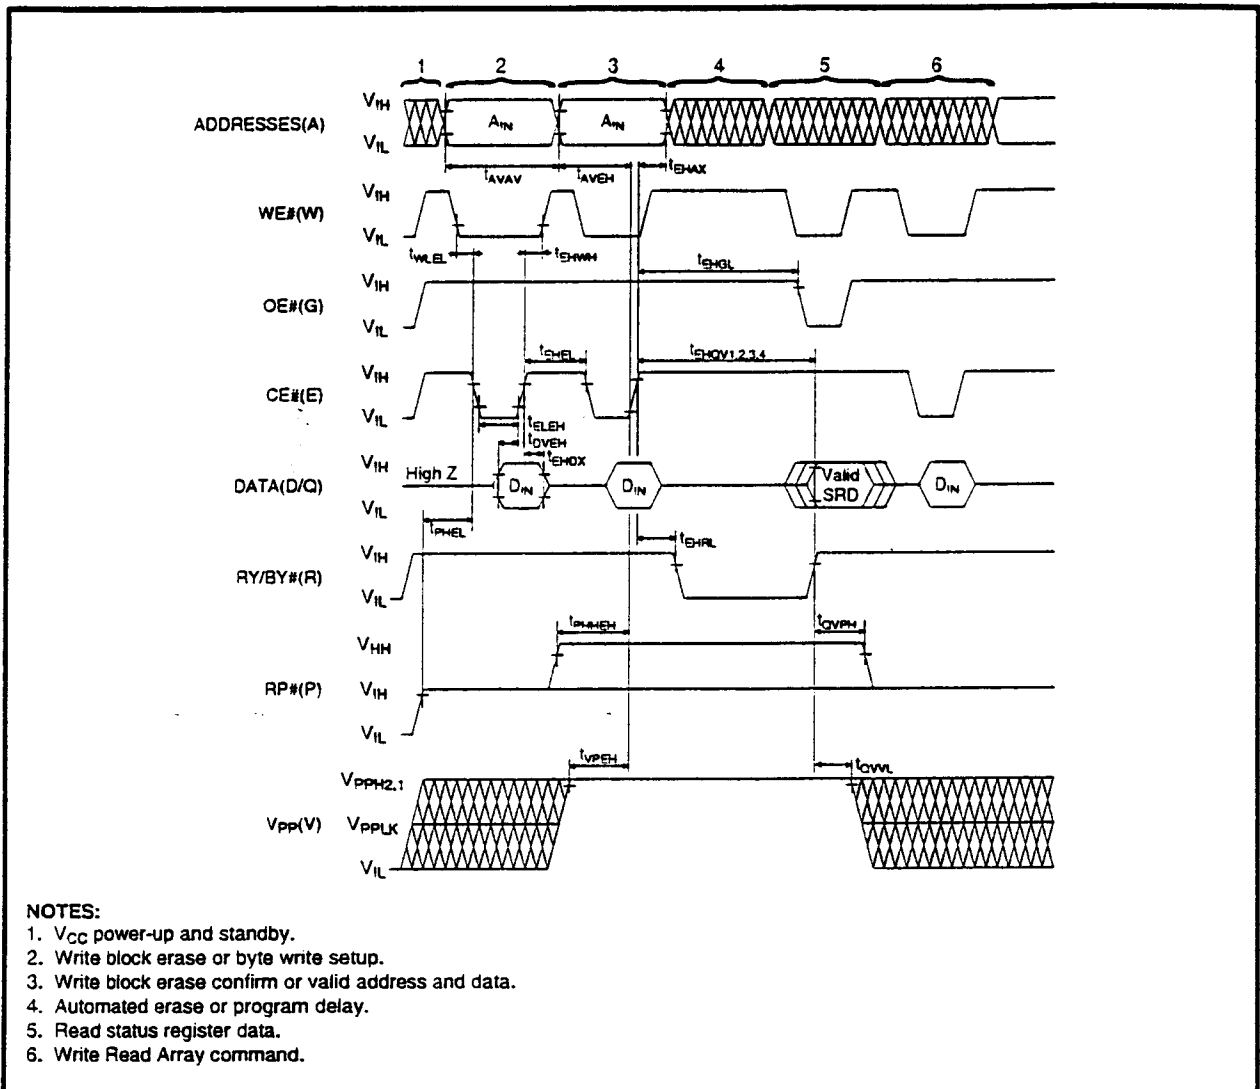 1 2 3 4 5 6
ADDRESSES(A) VIH AIN AIN
VIL
tAVAV tAVEH tEHAX
WE#(W) VIH
VIL
tWLEL tEHWH
tEHGL
OE#(G) VIH
VIL
tEHEL tEHQV1,2,3,4
CE#(E) VIH
VIL
tELEH
tDVEH
tEHDX
DATA(D/Q) VIH High Z DIN DIN Valid SRD DIN
VIL
tPHEL
tEHRL
RY/BY#(R) VIH
VIL
tPHHEH tQVPH
RP#(P) VHH
VIH
VIL
tVPEH tQVVL
VPP(V) VPPH2,1
VPPLK
VIL
NOTES:
1. VCC power-up and standby.
2. Write block erase or byte write setup.
3. Write block erase confirm or valid address and data.
4. Automated erase or program delay.
5. Read status register data.
6. Write Read Array command.